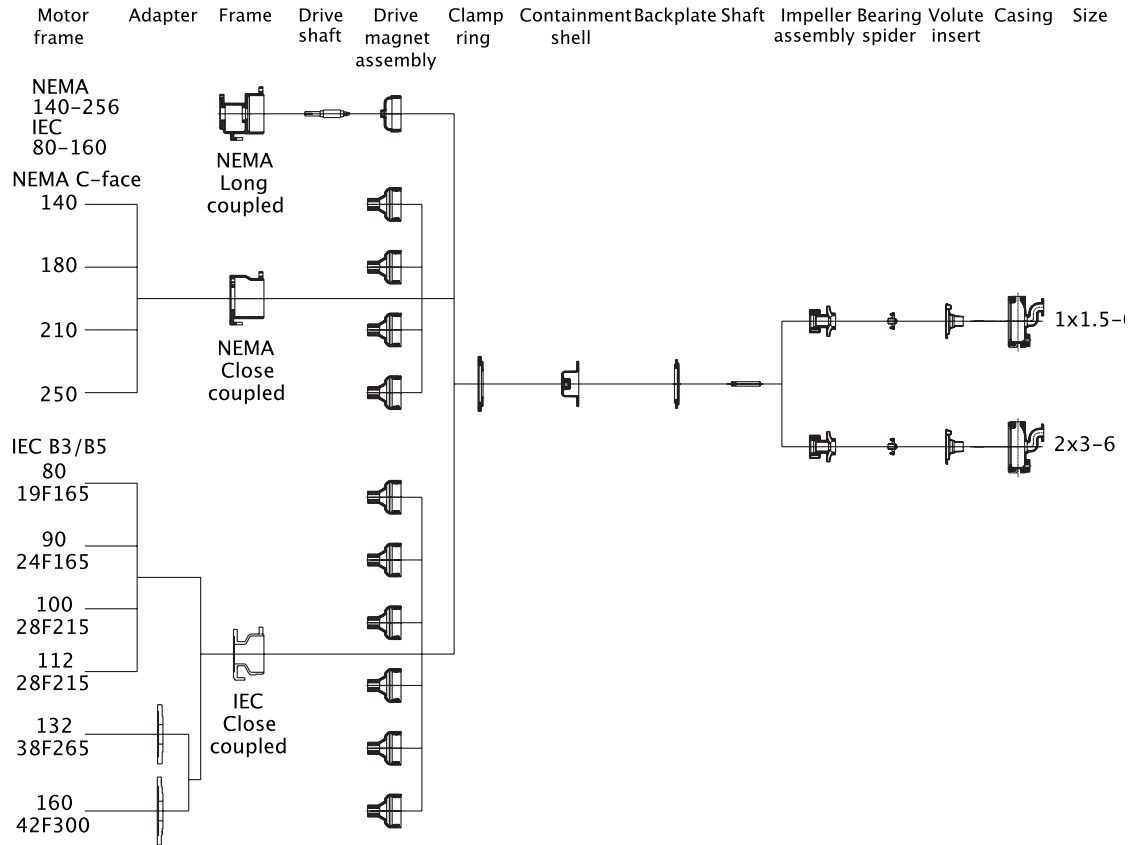 Motor
frame
Adapter
Frame
Drive
shaft
Drive
magnet
assembly
Clamp
ring
Containment
shell
Backplate
Shaft
Impeller
assembly
Bearing
spider
Volute
insert
Casing
Size
NEMA
140-256
IEC
80-160
NEMA
Long
coupled
NEMA C-face
140
180
210
250
NEMA
Close
coupled
1x1.5-
2x3-6
IEC B3/B5
80
19F165
90
24F165
100
28F215
112
28F215
132
38F265
160
42F300
IEC
Close
coupled